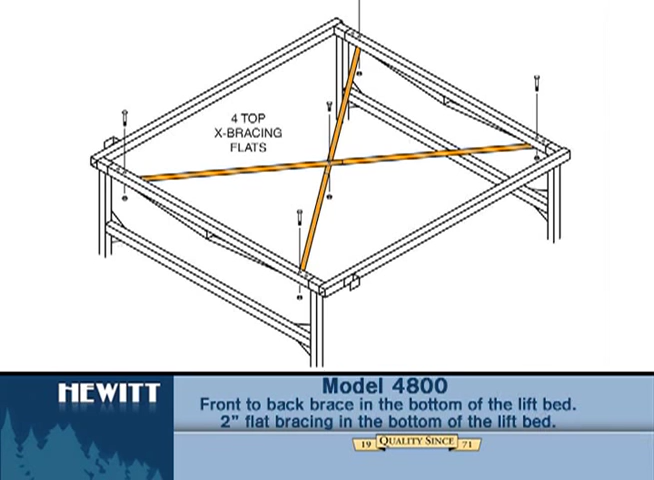 4 TOP
X-BRACING
FLATS
HEWITT
Model 4800
Front to back brace in the bottom of the lift bed.
2" flat bracing in the bottom of the lift bed.
19 QUALITY SINCE 71